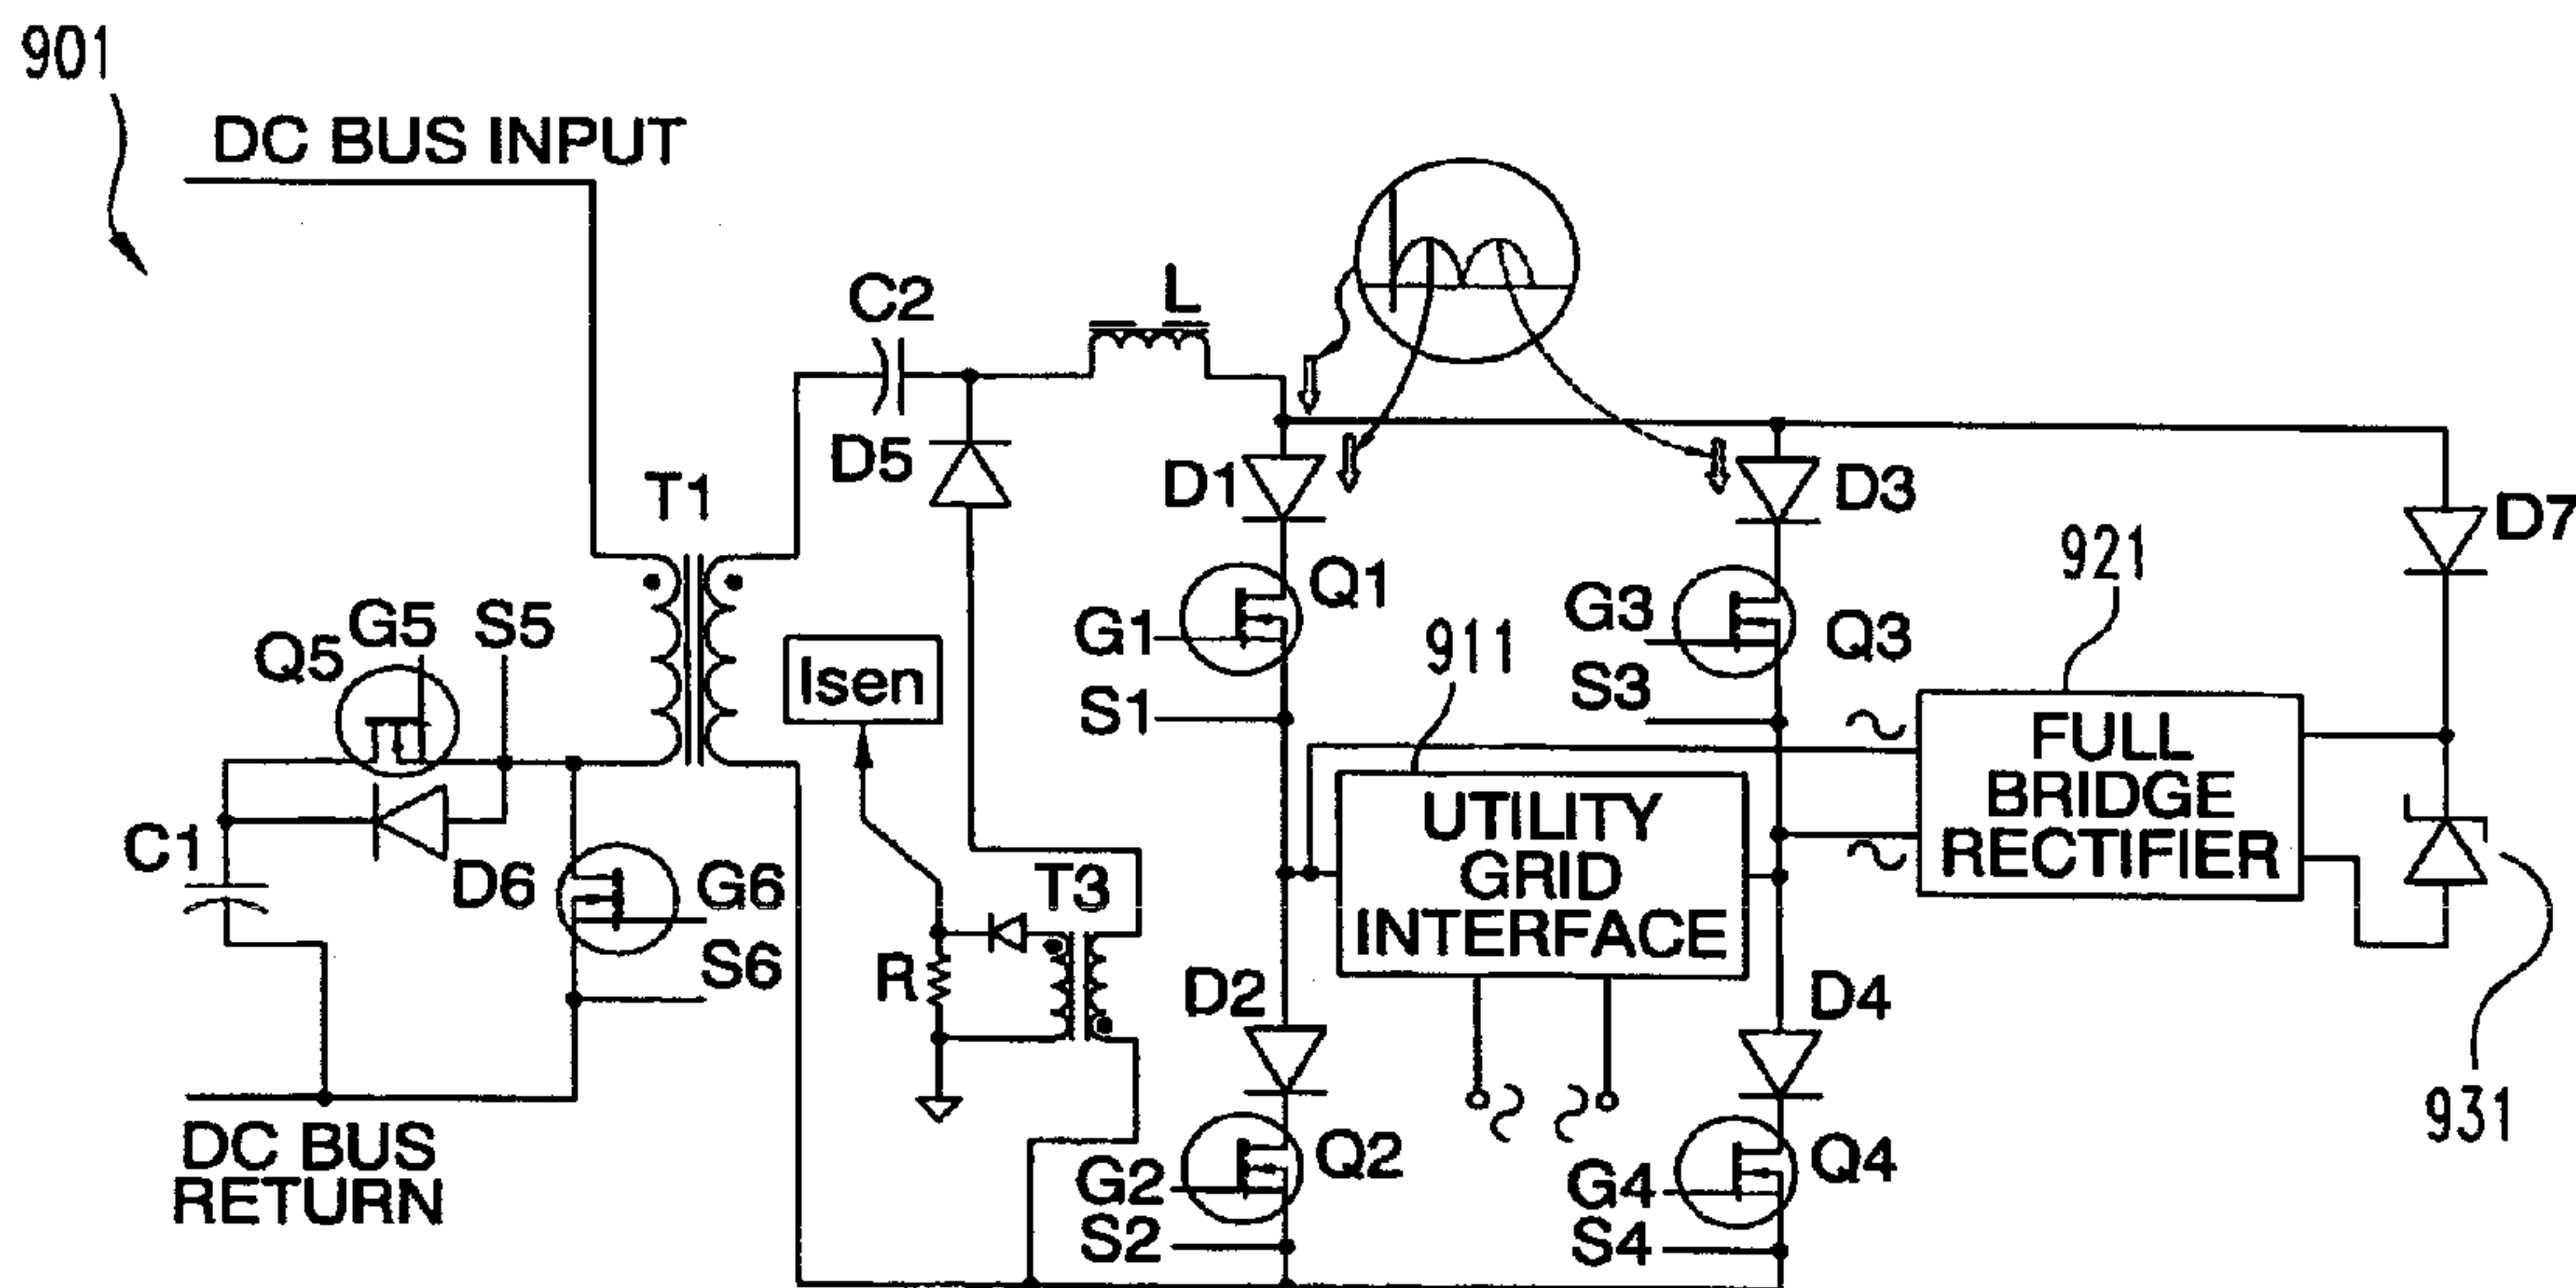 901
DC BUS INPUT
C2
L
D5
D1
D3
D7
T1
921
Q1
G1
G3
Q3
Q5
G5
S5
911
Isen
S1
S3
FULL
BRIDGE
RECTIFIER
UTILITY
GRID
INTERFACE
C1
D6
G6
S6
T3
R
D2
D4
931
DC BUS
RETURN
G2
Q2
G4
Q4
S2
S4